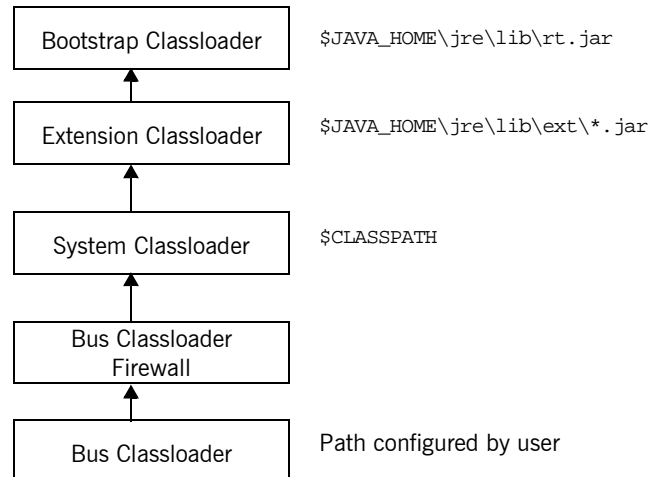 Bootstrap Classloader
$JAVA_HOME\jre\lib\rt.jar
Extension Classloader
$JAVA_HOME\jre\lib\ext\*.jar
System Classloader
$CLASSPATH
Bus Classloader
Firewall
Bus Classloader
Path configured by user